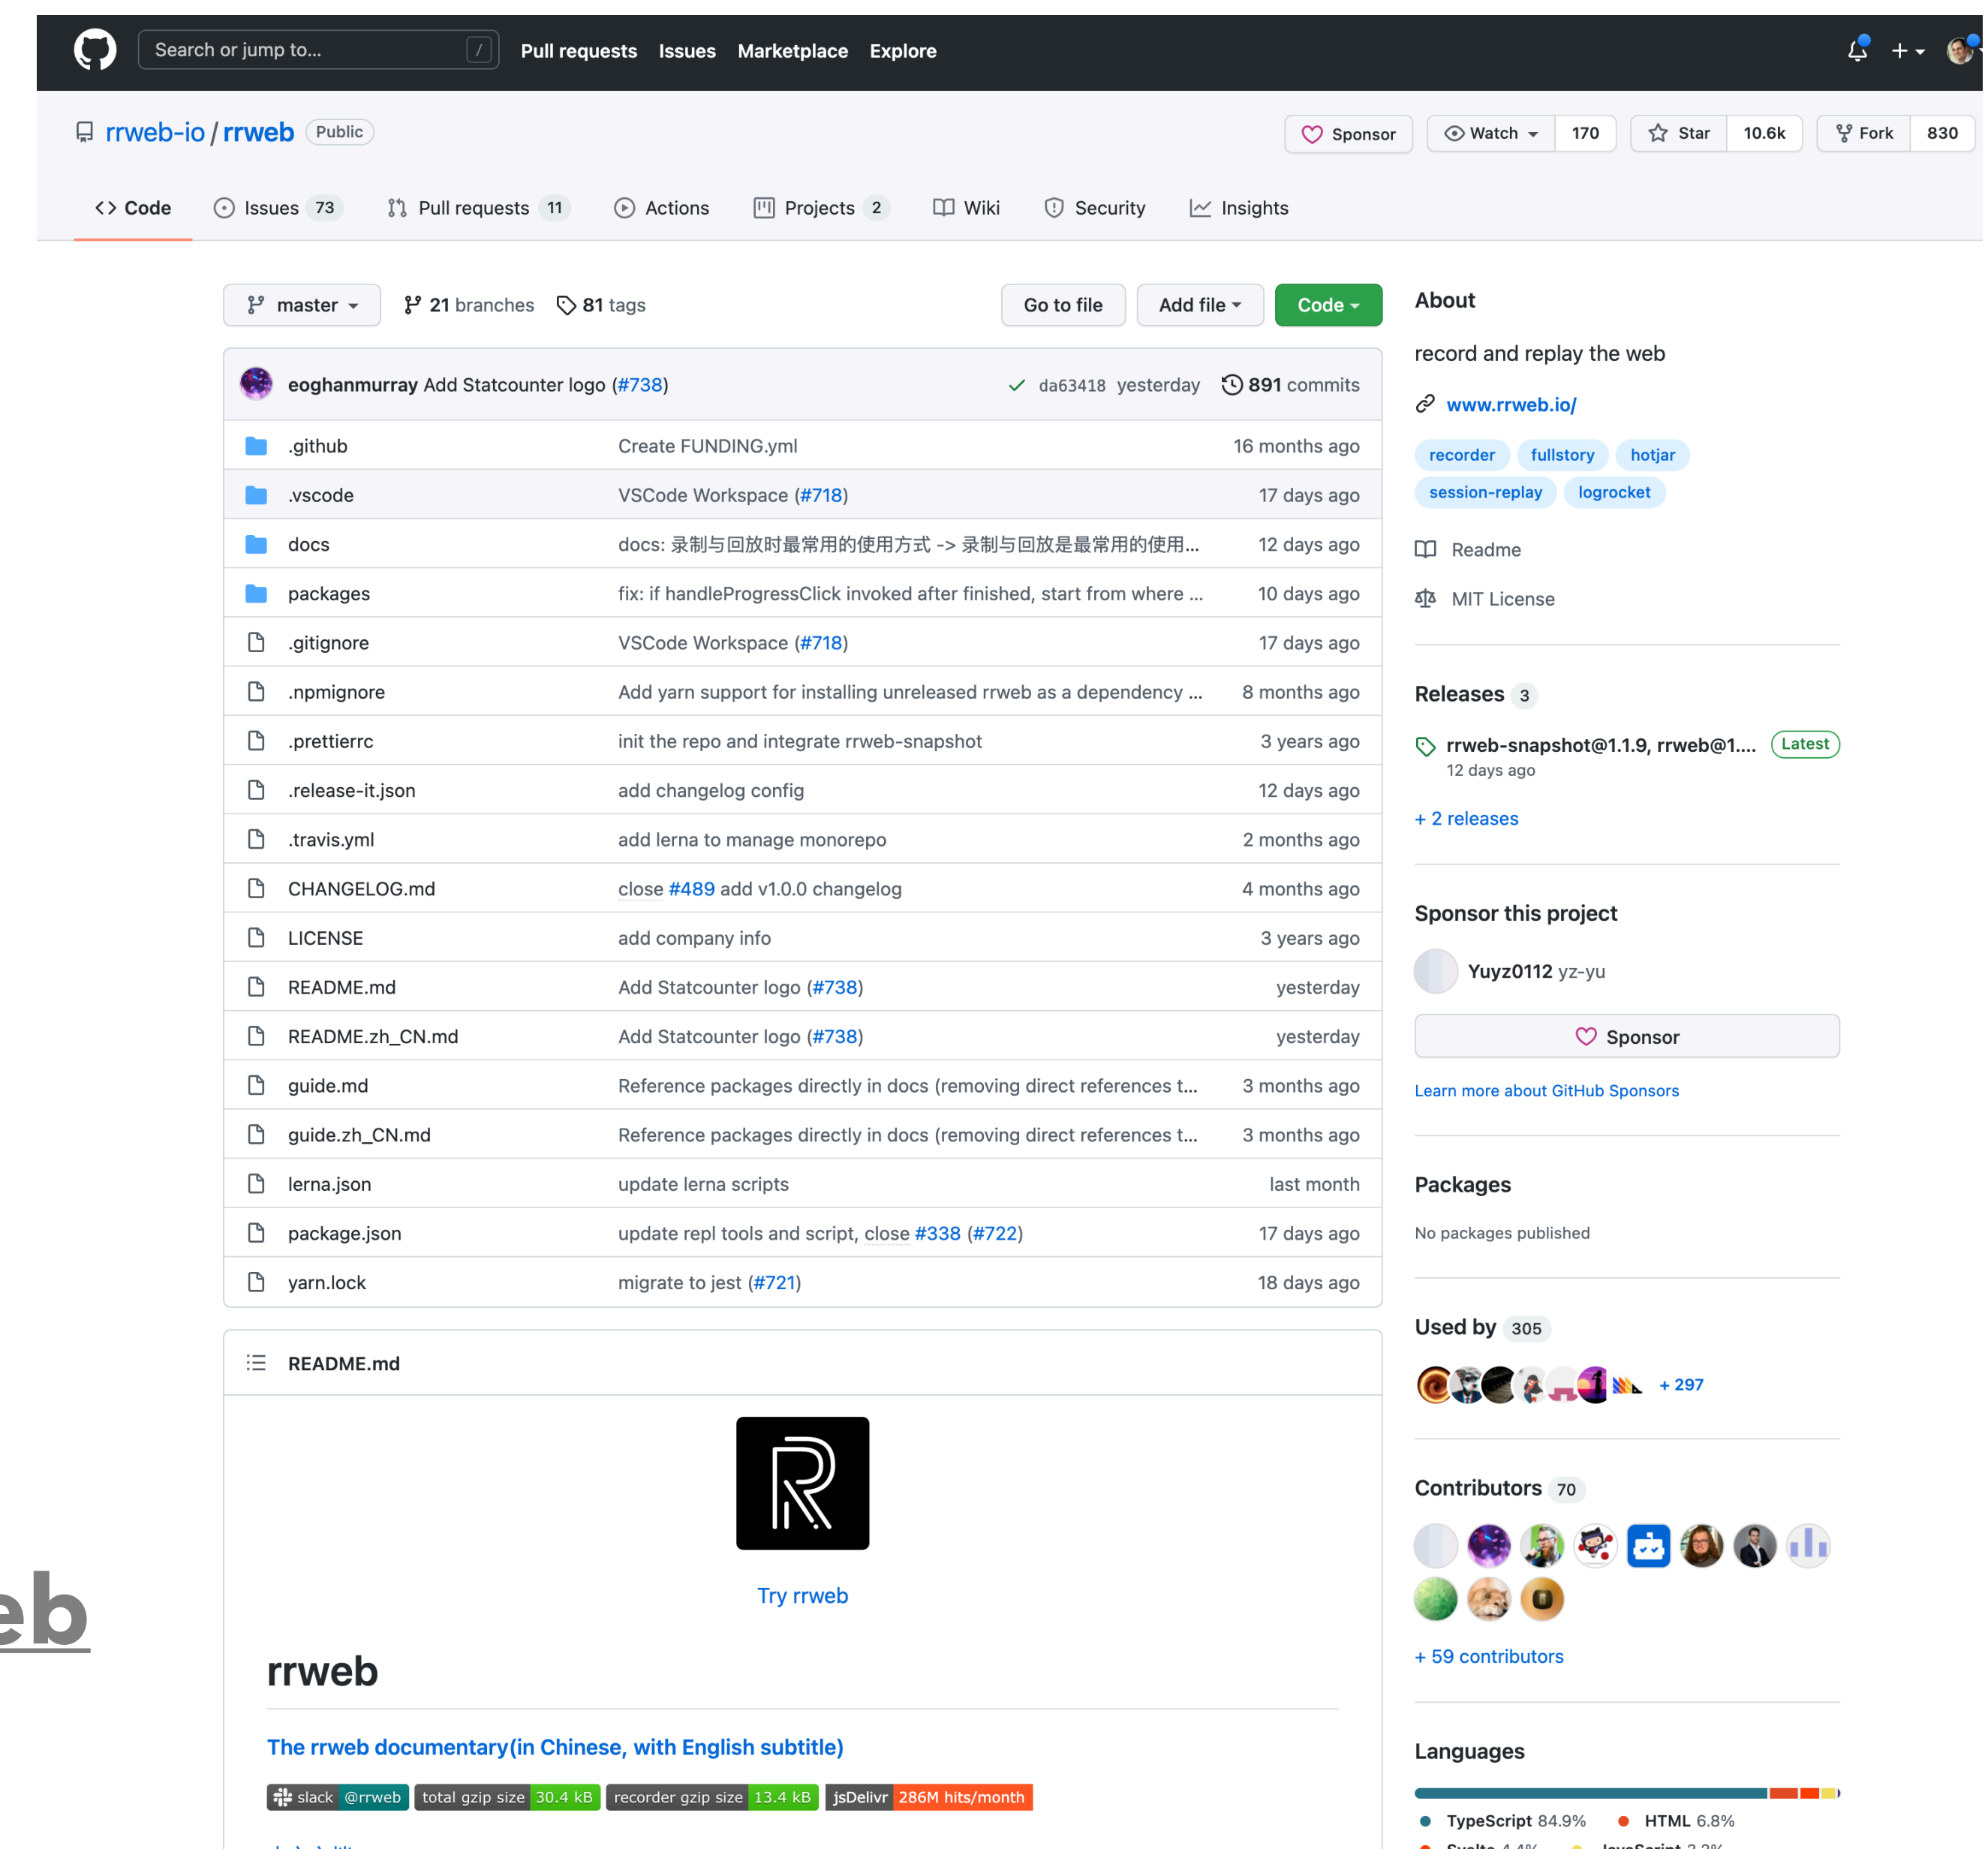 Search or jump to... / Pull requests Issues Marketplace Explore
rrweb-io / rrweb Public Sponsor Watch 170 Star 10.6k Fork 830
Code Issues 73 Pull requests 11 Actions Projects 2 Wiki Security Insights
master 21 branches 81 tags Go to file Add file Code
eoghanmurray Add Statcounter logo (#738) da63418 yesterday 891 commits
.github Create FUNDING.yml 16 months ago
.vscode VSCode Workspace (#718) 17 days ago
docs docs: 录制与回放时最常用的使用方式 -> 录制与回放是最常用的使用... 12 days ago
packages fix: if handleProgressClick invoked after finished, start from where ... 10 days ago
.gitignore VSCode Workspace (#718) 17 days ago
.npmignore Add yarn support for installing unreleased rrweb as a dependency ... 8 months ago
.prettierrc init the repo and integrate rrweb-snapshot 3 years ago
.release-it.json add changelog config 12 days ago
.travis.yml add lerna to manage monorepo 2 months ago
CHANGELOG.md close #489 add v1.0.0 changelog 4 months ago
LICENSE add company info 3 years ago
README.md Add Statcounter logo (#738) yesterday
README.zh_CN.md Add Statcounter logo (#738) yesterday
guide.md Reference packages directly in docs (removing direct references t... 3 months ago
guide.zh_CN.md Reference packages directly in docs (removing direct references t... 3 months ago
lerna.json update lerna scripts last month
package.json update repl tools and script, close #338 (#722) 17 days ago
yarn.lock migrate to jest (#721) 18 days ago
README.md
Try rrweb
rrweb
The rrweb documentary(in Chinese, with English subtitle)
slack @rrweb total gzip size 30.4 kB recorder gzip size 13.4 kB jsDelivr 286M hits/month
About
record and replay the web
www.rrweb.io/
recorder fullstory hotjar
session-replay logrocket
Readme
MIT License
Releases 3
rrweb-snapshot@1.1.9, rrweb@1.... Latest
12 days ago
+ 2 releases
Sponsor this project
Yuyz0112 yz-yu
Sponsor
Learn more about GitHub Sponsors
Packages
No packages published
Used by 305
+ 297
Contributors 70
+ 59 contributors
Languages
TypeScript 84.9% HTML 6.8%
eb